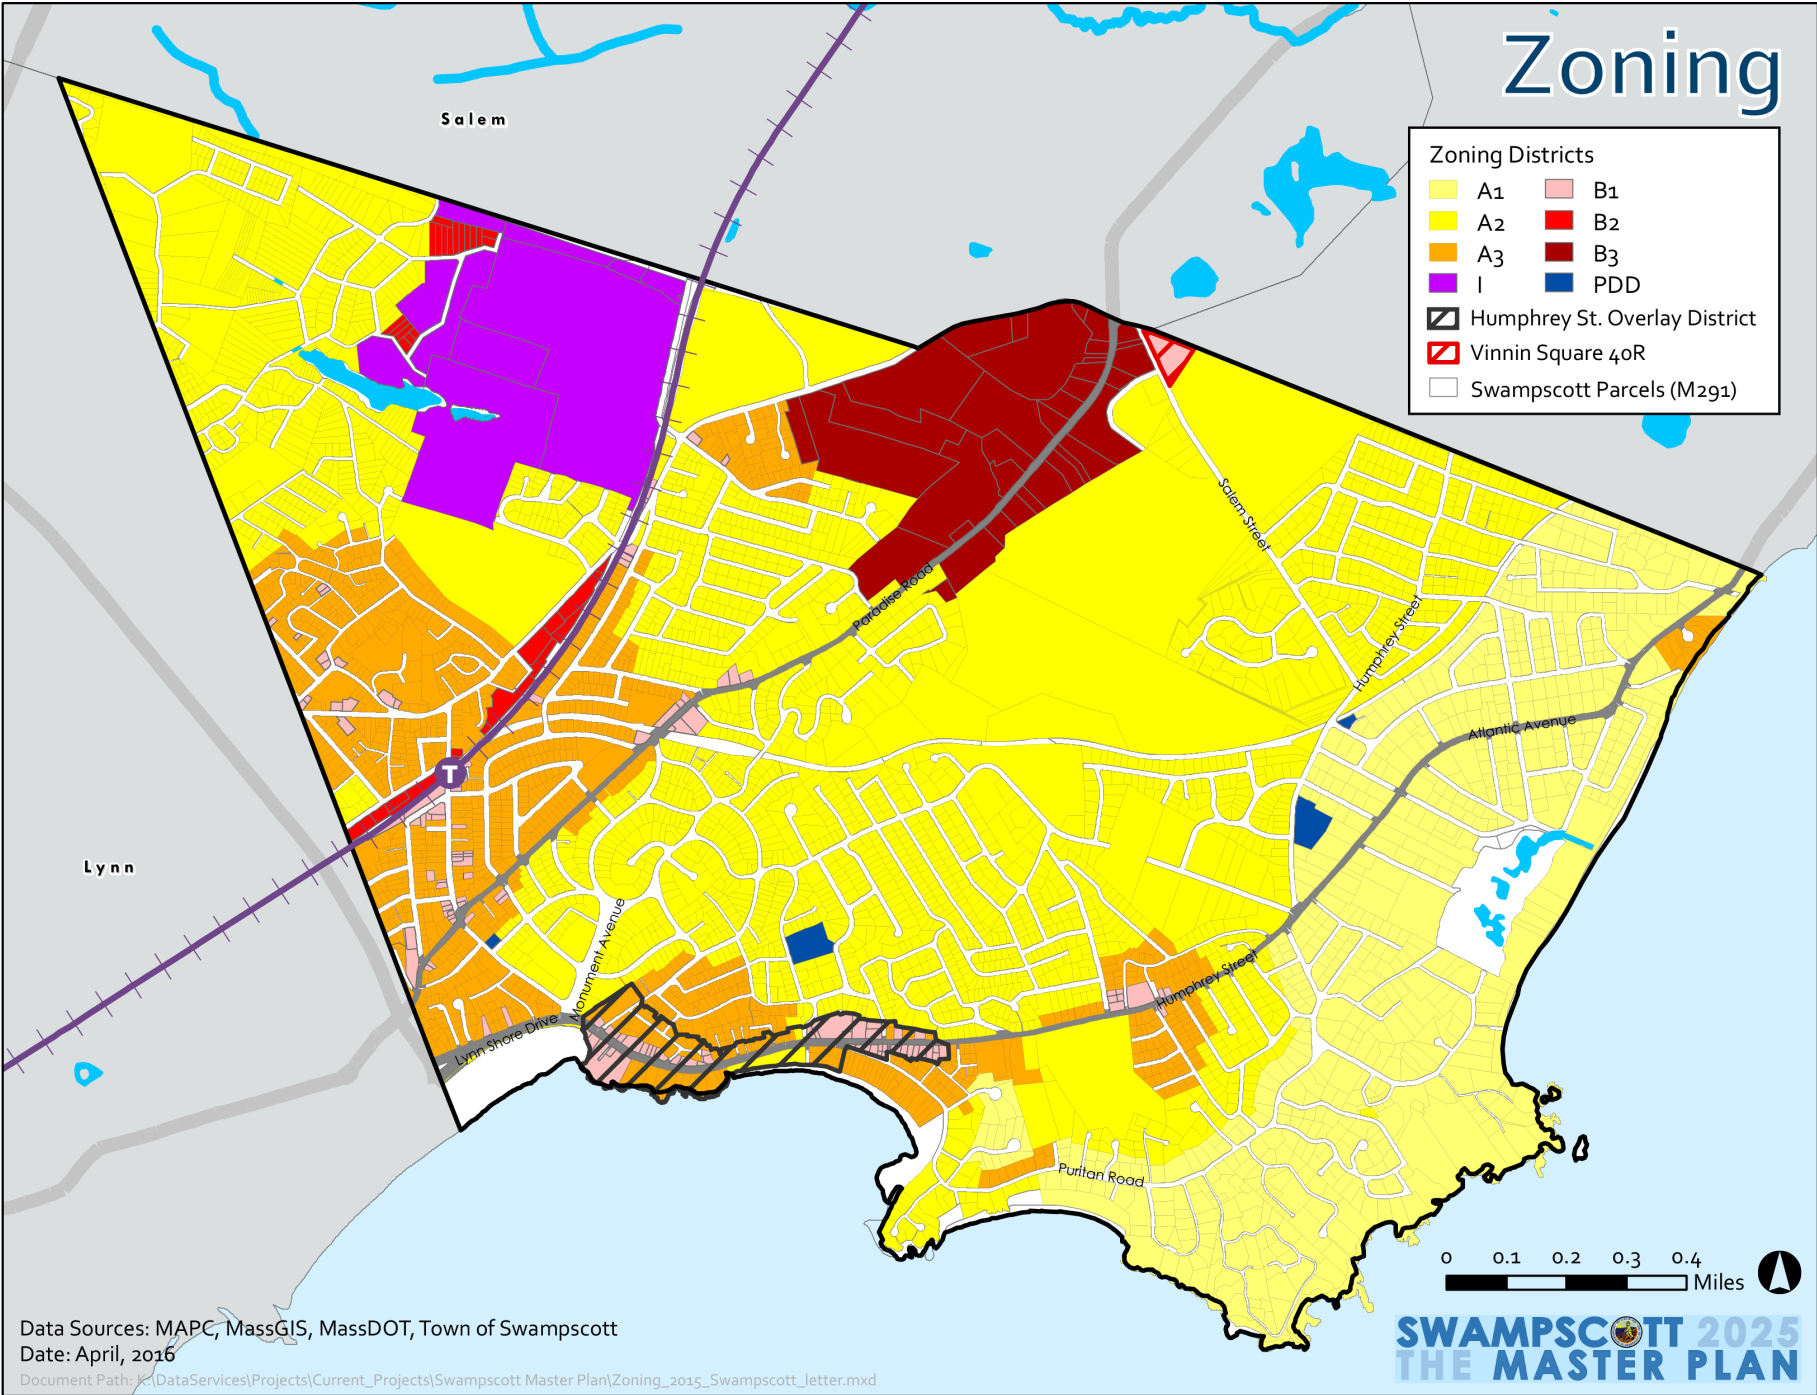 Zoning
Salem
Zoning Districts
A1
B1
A2
B2
A3
B3
I
PDD
Humphrey St. Overlay District
Vinnin Square 40R
Swampscott Parcels (M291)
Salem Street
Paradise Road
Humphrey Street
Atlantic Avenue
T
Lynn
Monument Avenue
Humphrey Street
Lynn Shore Drive
Puritan Road
0 0.1 0.2 0.3 0.4
Miles
Data Sources: MAPC, MassGIS, MassDOT, Town of Swampscott
Date: April, 2016
Document Path: K:\DataServices\Projects\Current_Projects\Swampscott Master Plan\Zoning_2015_Swampscott_letter.mxd
SWAMPSCOTT 2025
THE MASTER PLAN